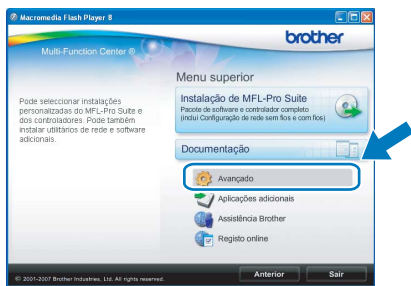 Macromedia Flash Player 8
brother
Multi-Function Center ®
Menu superior
Pode seleccionar instalações
personalizadas do MFL-Pro Suite e
dos controladores. Pode também
instalar utilitários de rede e software
adicionais.
Instalação de MFL-Pro Suite
Pacote de software e controlador completo
(inclui Configuração de rede sem fios e com fios)
Documentação
Avançado
Aplicações adicionais
Assistência Brother
Registo online
© 2001-2007 Brother Industries, Ltd. All rights reserved.
Anterior
Sair